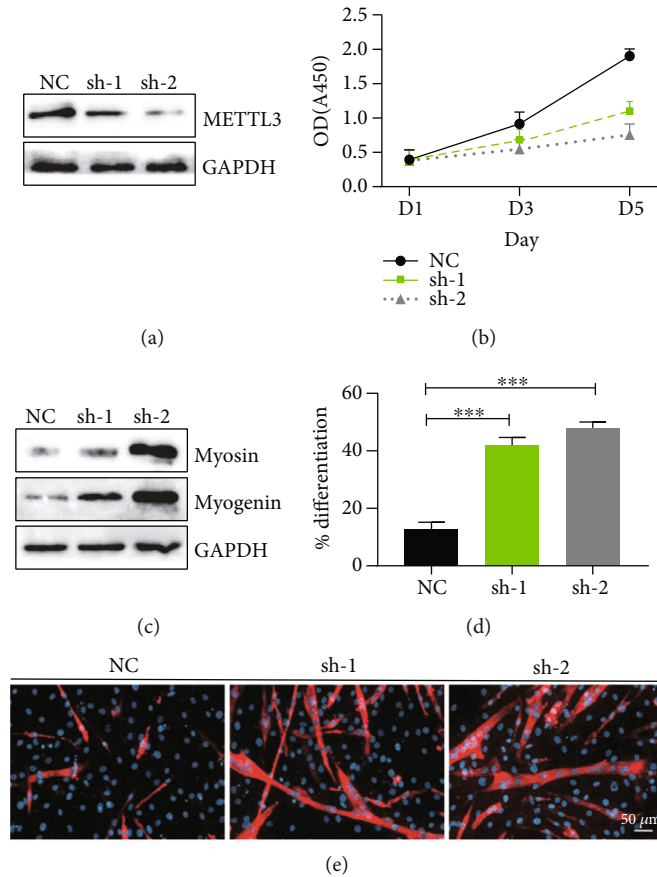 NC sh-1 sh-2
METTL3
GAPDH
(a)
OD(A450)
2.5
2.0
1.5
1.0
0.5
0.0
D1 D3 D5
Day
NC
sh-1
sh-2
(b)
NC sh-1 sh-2
Myosin
Myogenin
GAPDH
(c)
% differentiation
60
40
20
0
***
***
NC sh-1 sh-2
(d)
NC sh-1 sh-2
50 μm
(e)